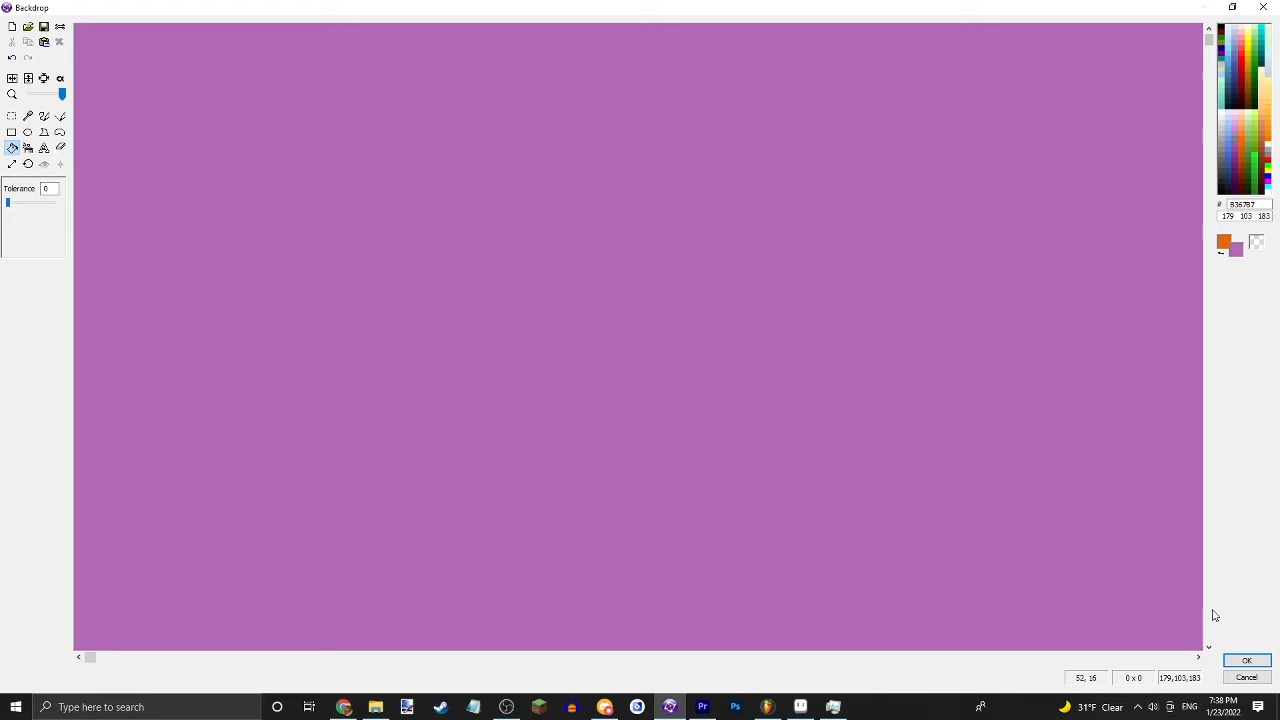 Backdrop
Tolerance 0
# B367B7
179 103 183
OK
52, 16 0 x 0 179,103,183
Cancel
Type here to search
31°F Clear
ENG
7:38 PM
1/23/2022